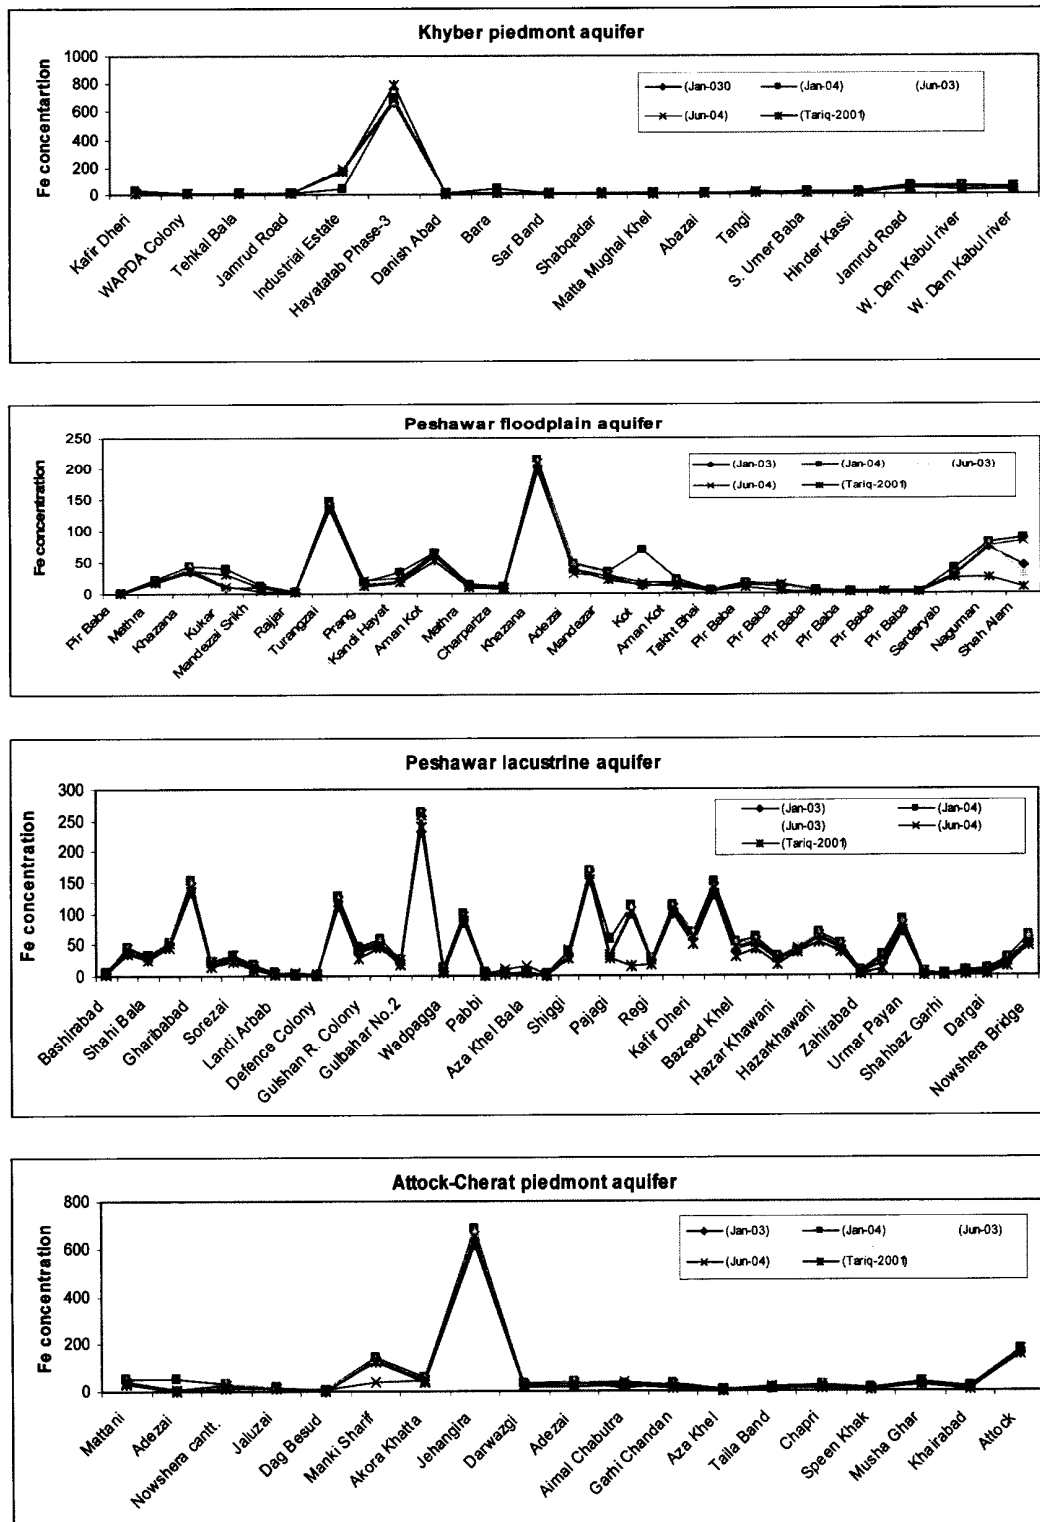 Khyber piedmont aquifer
Fe concentartion
1000
800
600
400
200
0
(Jan-030
(Jan-04)
(Jun-03)
(Jun-04)
(Tariq-2001)
Kafir Dheri
WAPDA Colony
Tehkal Bala
Jamrud Road
Industrial Estate
Hayatatab Phase-3
Danish Abad
Bara
Sar Band
Shabqadar
Matta Mughal Khel
Abazai
Tangi
S. Umer Baba
Hinder Kassi
Jamrud Road
W. Dam Kabul river
W. Dam Kabul river
Peshawar floodplain aquifer
Fe concentration
250
200
150
100
50
0
(Jan-03)
(Jan-04)
(Jun-03)
(Jun-04)
(Tariq-2001)
Pir Baba
Mathra
Khazana
Kukar
Mandezai Srikh
Rajjar
Turangzai
Prang
Kandi Hayat
Aman Kot
Mathra
Charpariza
Khazana
Adezai
Mandezar
Kot
Aman Kot
Takht Bhai
Pir Baba
Pir Baba
Pir Baba
Pir Baba
Pir Baba
Pir Baba
Sardaryab
Naguman
Shah Alam
Peshawar lacustrine aquifer
Fe concentration
300
250
200
150
100
50
0
(Jan-03)
(Jan-04)
(Jun-03)
(Jun-04)
(Tariq-2001)
Bashirabad
Shahi Bala
Gharibabad
Sorezai
Landi Arbab
Defence Colony
Gulshan R. Colony
Gulbahar No.2
Wadpagga
Pabbi
Aza Khel Bala
Shiggi
Pajagi
Regi
Kafir Dheri
Bazeed Khel
Hazar Khawani
Hazarkhawani
Zahirabad
Urmar Payan
Shahbaz Garhi
Dargai
Nowshera Bridge
Attock-Cherat piedmont aquifer
Fe concentration
800
600
400
200
0
(Jan-03)
(Jan-04)
(Jun-03)
(Jun-04)
(Tariq-2001)
Mattani
Adezai
Nowshera cantt.
Jaluzai
Dag Besud
Manki Sharif
Akora Khatta
Jehangira
Darwazgi
Adezai
Aimal Chabutra
Garhi Chandan
Aza Khel
Taila Band
Chapri
Speen Khak
Musha Ghar
Khairabad
Attock